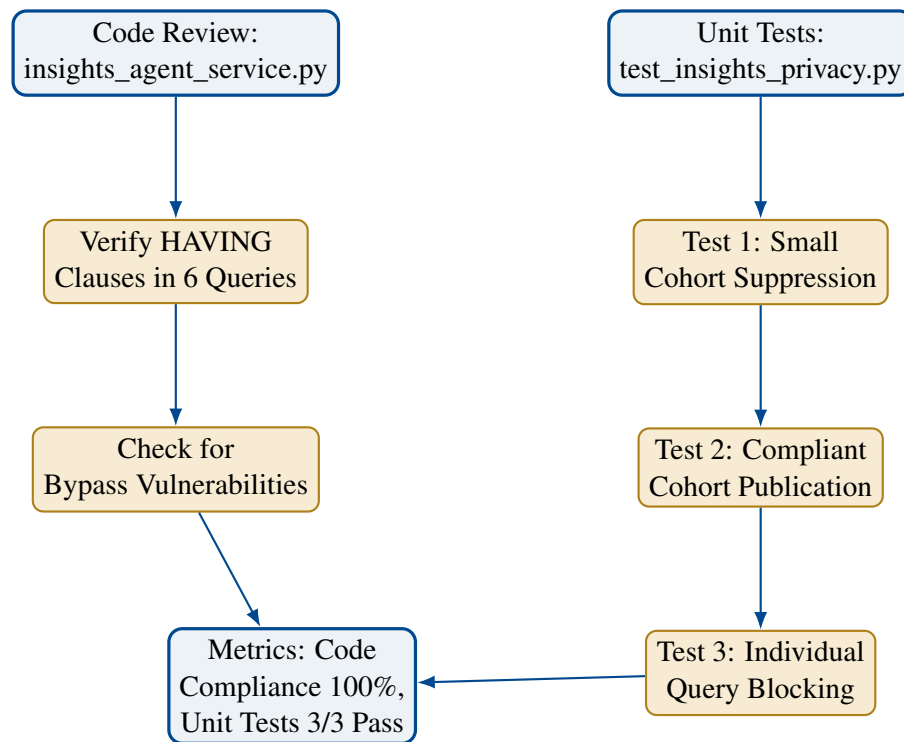 Code Review:
insights_agent_service.py
Unit Tests:
test_insights_privacy.py
Verify HAVING
Clauses in 6 Queries
Test 1: Small
Cohort Suppression
Check for
Bypass Vulnerabilities
Test 2: Compliant
Cohort Publication
Metrics: Code
Compliance 100%,
Unit Tests 3/3 Pass
Test 3: Individual
Query Blocking